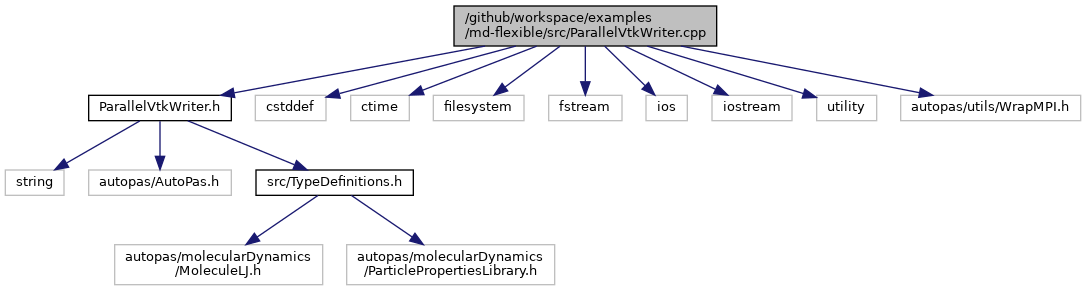 /github/workspace/examples
/md-flexible/src/ParallelVtkWriter.cpp
ParallelVtkWriter.h
cstddef
ctime
filesystem
fstream
ios
iostream
utility
autopas/utils/WrapMPI.h
string
autopas/AutoPas.h
src/TypeDefinitions.h
autopas/molecularDynamics
/MoleculeLJ.h
autopas/molecularDynamics
/ParticlePropertiesLibrary.h